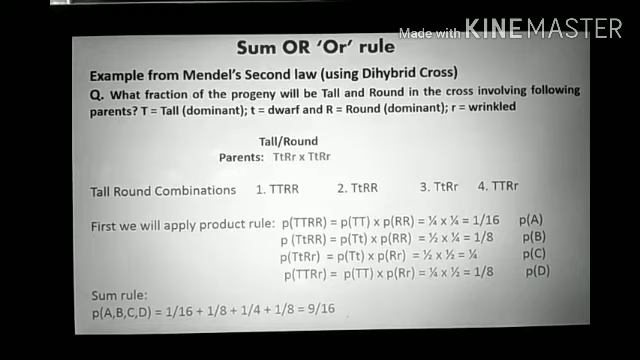 Made with KINEMASTER
Sum OR 'Or' rule
Example from Mendel's Second law (using Dihybrid Cross)
Q. What fraction of the progeny will be Tall and Round in the cross involving following
parents? T = Tall (dominant); t = dwarf and R = Round (dominant); r = wrinkled
Tall/Round
Parents: TtRr x TtRr
Tall Round Combinations 1. TTRR 2. TtRR 3. TtRr 4. TTRr
First we will apply product rule: p(TTRR) = p(TT) x p(RR) = ¼ x ¼ = 1/16 p(A)
p (TtRR) = p(Tt) x p(RR) = ½ x ¼ = 1/8 p(B)
p(TtRr) = p(Tt) x p(Rr) = ½ x ½ = ¼ p(C)
p(TTRr) = p(TT) x p(Rr) = ¼ x ½ = 1/8 p(D)
Sum rule:
p(A,B,C,D) = 1/16 + 1/8 + 1/4 + 1/8 = 9/16